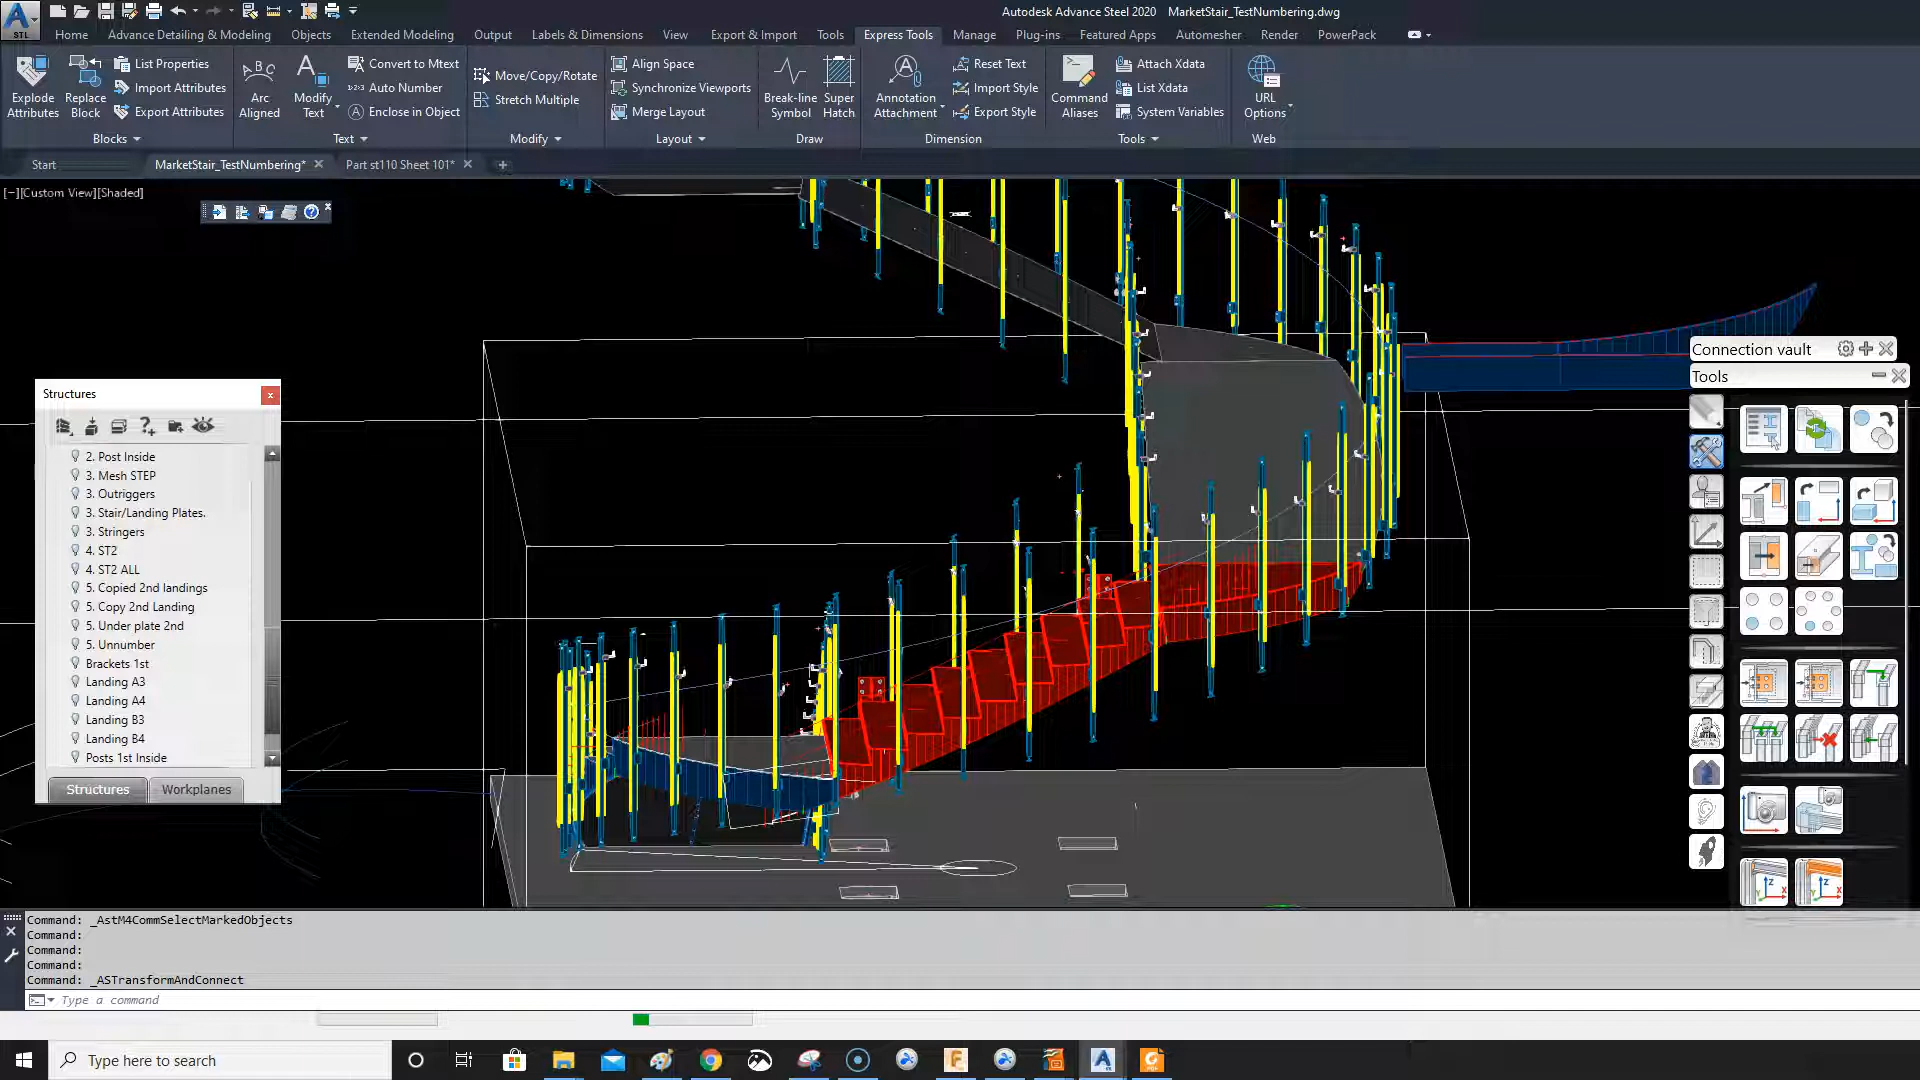 Autodesk Advance Steel 2020 MarketStair_TestNumbering.dwg
STL
Home Advance Detailing & Modeling Objects Extended Modeling Output Labels & Dimensions View Export & Import Tools Express Tools Manage Plug-ins Featured Apps Automesher Render PowerPack
Explode Attributes
Replace Block
List Properties
Import Attributes
Export Attributes
Blocks
ABC
Arc Aligned
Modify Text
Convert to Mtext
Auto Number
Enclose in Object
Text
Move/Copy/Rotate
Stretch Multiple
Modify
Align Space
Synchronize Viewports
Merge Layout
Layout
Break-line Symbol
Super Hatch
Draw
Annotation Attachment
Reset Text
Import Style
Export Style
Dimension
Command Aliases
Attach Xdata
List Xdata
System Variables
Tools
URL Options
Web
Start MarketStair_TestNumbering* Part st110 Sheet 101*
[−][Custom View][Shaded]
Structures
2. Post Inside
3. Mesh STEP
3. Outriggers
3. Stair/Landing Plates.
3. Stringers
4. ST2
4. ST2 ALL
5. Copied 2nd landings
5. Copy 2nd Landing
5. Under plate 2nd
5. Unnumber
Brackets 1st
Landing A3
Landing A4
Landing B3
Landing B4
Posts 1st Inside
Structures Workplanes
Connection vault
Tools
Command: _AstM4CommSelectMarkedObjects
Command:
Command:
Command:
Command: _ASTransformAndConnect
Type a command
Type here to search